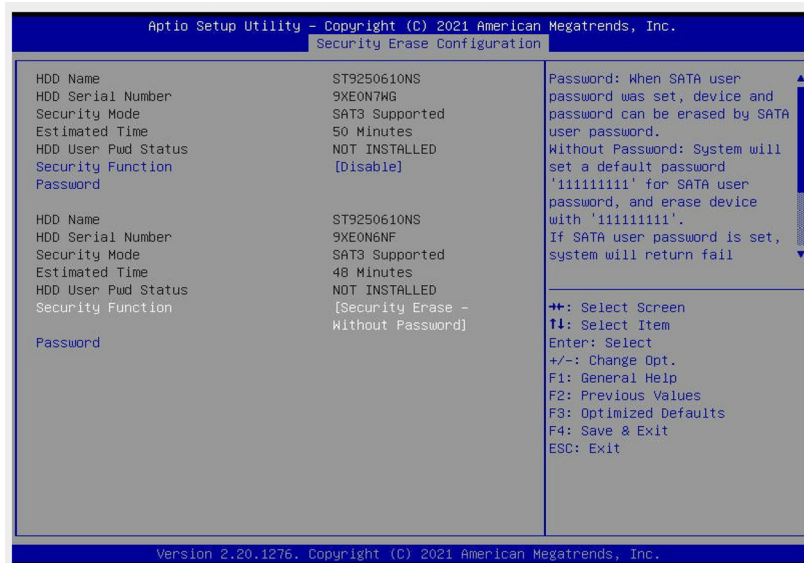 Aptio Setup Utility – Copyright (C) 2021 American Megatrends, Inc.
Security Erase Configuration
HDD Name ST9250610NS
HDD Serial Number 9XE0N7WG
Security Mode SAT3 Supported
Estimated Time 50 Minutes
HDD User Pwd Status NOT INSTALLED
Security Function [Disable]
Password
HDD Name ST9250610NS
HDD Serial Number 9XE0N6NF
Security Mode SAT3 Supported
Estimated Time 48 Minutes
HDD User Pwd Status NOT INSTALLED
Security Function [Security Erase –
Without Password]
Password
Password: When SATA user
password was set, device and
password can be erased by SATA
user password.
Without Password: System will
set a default password
'111111111' for SATA user
password, and erase device
with '111111111'.
If SATA user password is set,
system will return fail
→←: Select Screen
↑↓: Select Item
Enter: Select
+/-: Change Opt.
F1: General Help
F2: Previous Values
F3: Optimized Defaults
F4: Save & Exit
ESC: Exit
Version 2.20.1276. Copyright (C) 2021 American Megatrends, Inc.